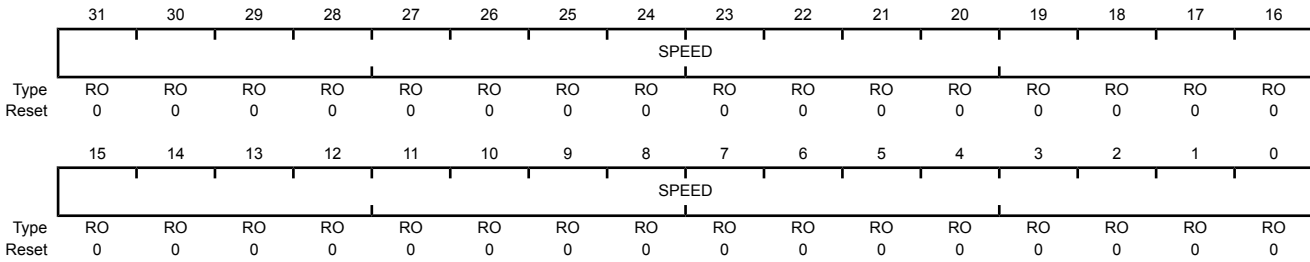 31 30 29 28 27 26 25 24 23 22 21 20 19 18 17 16
SPEED
Type RO RO RO RO RO RO RO RO RO RO RO RO RO RO RO RO
Reset 0 0 0 0 0 0 0 0 0 0 0 0 0 0 0 0
15 14 13 12 11 10 9 8 7 6 5 4 3 2 1 0
SPEED
Type RO RO RO RO RO RO RO RO RO RO RO RO RO RO RO RO
Reset 0 0 0 0 0 0 0 0 0 0 0 0 0 0 0 0